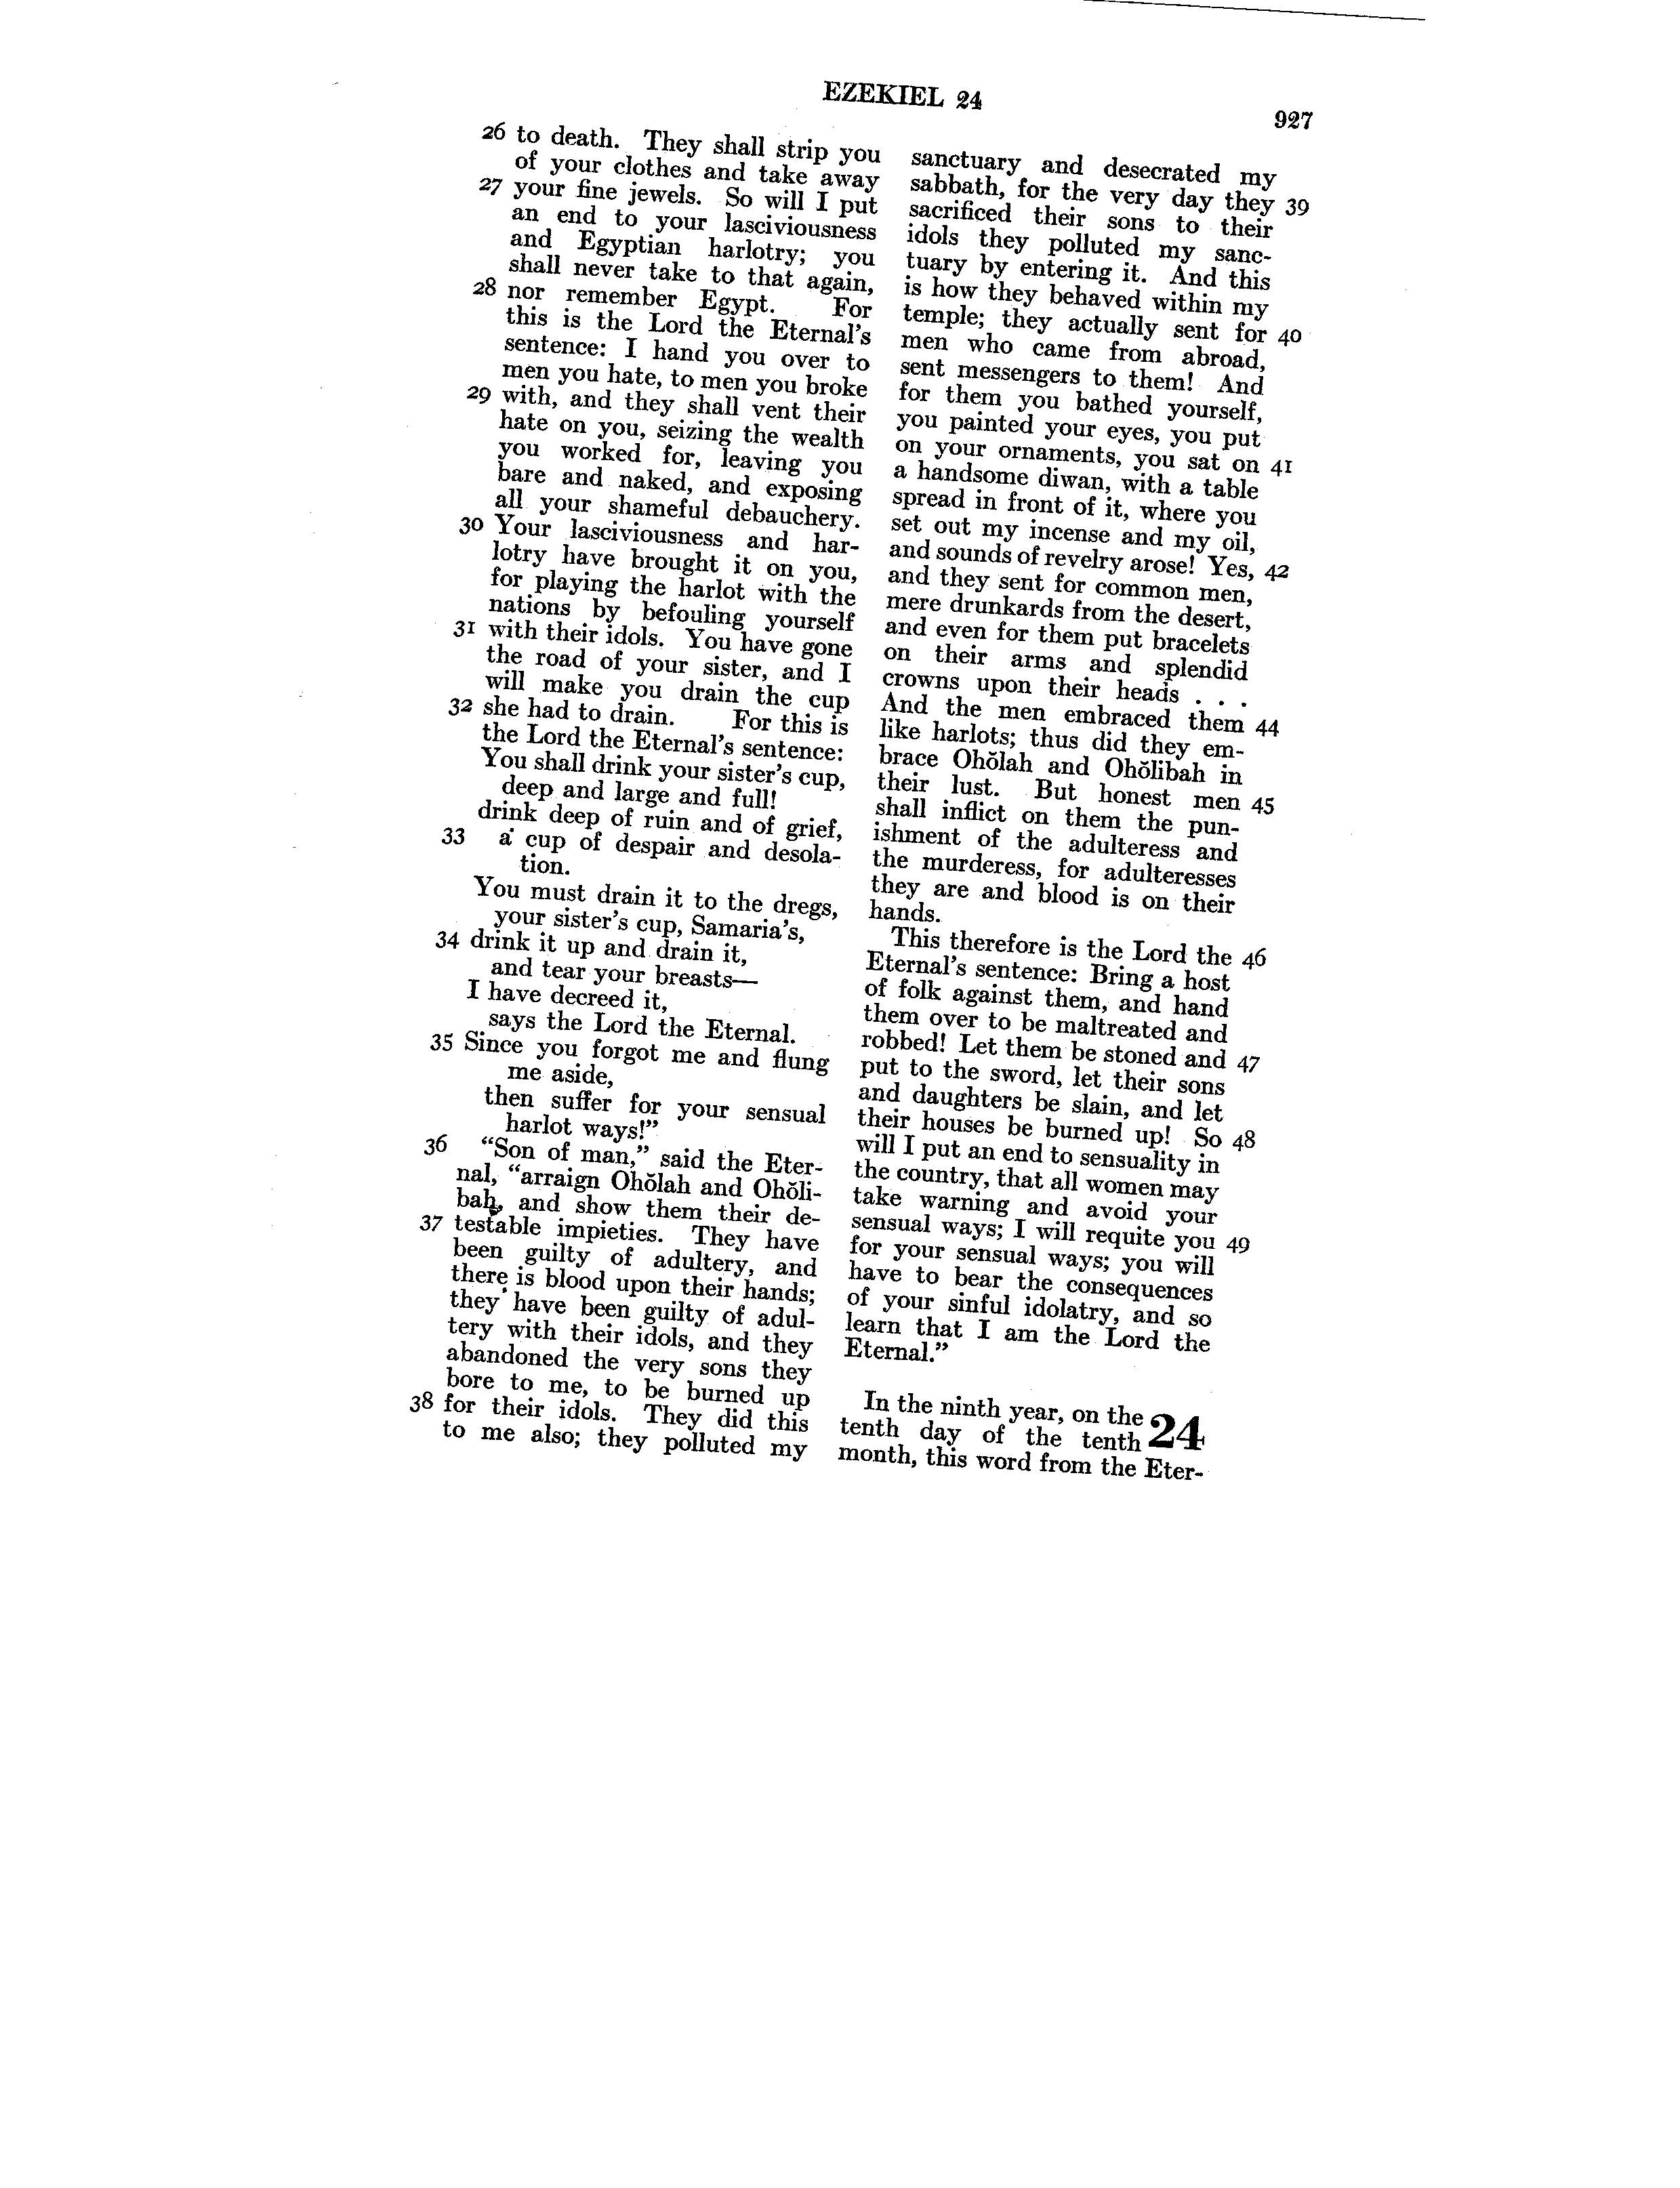 EZEKIEL 24
927
26 to death. They shall strip you
of your clothes and take away
27 your fine jewels. So will I put
an end to your lasciviousness
and Egyptian harlotry; you
shall never take to that again,
28 nor remember Egypt. For
this is the Lord the Eternal's
sentence: I hand you over to
men you hate, to men you broke
29 with, and they shall vent their
hate on you, seizing the wealth
you worked for, leaving you
bare and naked, and exposing
all your shameful debauchery.
30 Your lasciviousness and har-
lotry have brought it on you,
for playing the harlot with the
nations by befouling yourself
31 with their idols. You have gone
the road of your sister, and I
will make you drain the cup
32 she had to drain. For this is
the Lord the Eternal's sentence:
You shall drink your sister's cup,
deep and large and full!
drink deep of ruin and of grief,
33 a cup of despair and desola-
tion.
You must drain it to the dregs,
your sister's cup, Samaria's,
34 drink it up and drain it,
and tear your breasts—
I have decreed it,
says the Lord the Eternal.
35 Since you forgot me and flung
me aside,
then suffer for your sensual
harlot ways!”
36 “Son of man,” said the Eter-
nal, “arraign Ohŏlah and Ohŏli-
bah, and show them their de-
37 testable impieties. They have
been guilty of adultery, and
there is blood upon their hands;
they have been guilty of adul-
tery with their idols, and they
abandoned the very sons they
bore to me, to be burned up
38 for their idols. They did this
to me also; they polluted my
sanctuary and desecrated my
sabbath, for the very day they 39
sacrificed their sons to their
idols they polluted my sanc-
tuary by entering it. And this
is how they behaved within my
temple; they actually sent for 40
men who came from abroad,
sent messengers to them! And
for them you bathed yourself,
you painted your eyes, you put
on your ornaments, you sat on 41
a handsome diwan, with a table
spread in front of it, where you
set out my incense and my oil,
and sounds of revelry arose! Yes, 42
and they sent for common men,
mere drunkards from the desert,
and even for them put bracelets
on their arms and splendid
crowns upon their heads . . .
And the men embraced them 44
like harlots; thus did they em-
brace Ohŏlah and Ohŏlibah in
their lust. But honest men 45
shall inflict on them the pun-
ishment of the adulteress and
the murderess, for adulteresses
they are and blood is on their
hands.
This therefore is the Lord the 46
Eternal's sentence: Bring a host
of folk against them, and hand
them over to be maltreated and
robbed! Let them be stoned and 47
put to the sword, let their sons
and daughters be slain, and let
their houses be burned up! So 48
will I put an end to sensuality in
the country, that all women may
take warning and avoid your
sensual ways; I will requite you 49
for your sensual ways; you will
have to bear the consequences
of your sinful idolatry, and so
learn that I am the Lord the
Eternal.”
In the ninth year, on the 24
tenth day of the tenth
month, this word from the Eter-